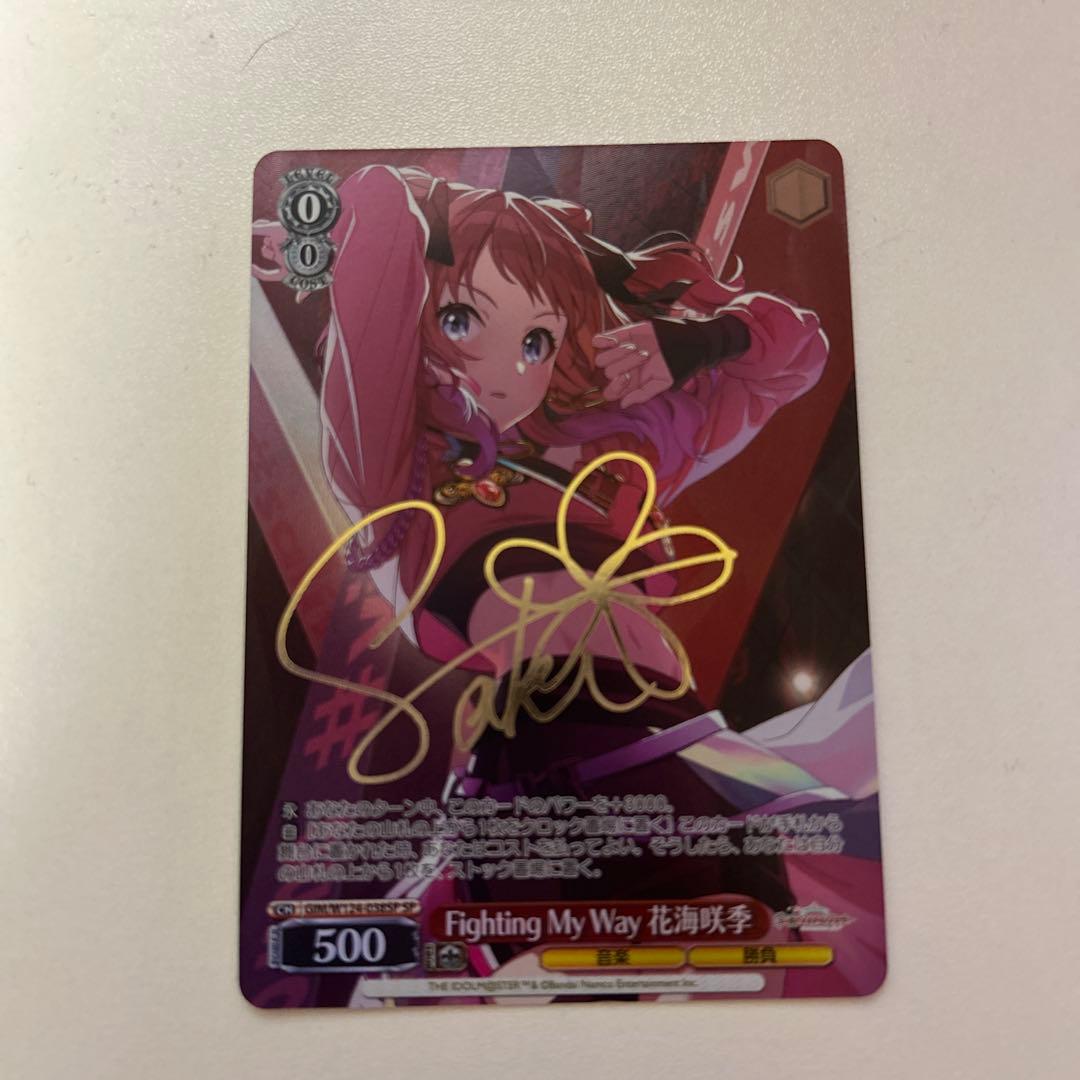 LEVEL
0
0
COST
Saki
永 あなたのターン中、このカードのパワーを+3000。
自 [あなたの山札の上から1枚をクロック置場に置く] このカードが手札から
舞台に置かれた時、あなたはコストを払ってよい。そうしたら、あなたは自分
の山札の上から1枚を、ストック置場に置く。
500
Fighting My Way 花海咲季
音楽 勝負
THE IDOLM@STER™& ©Bandai Namco Entertainment Inc.